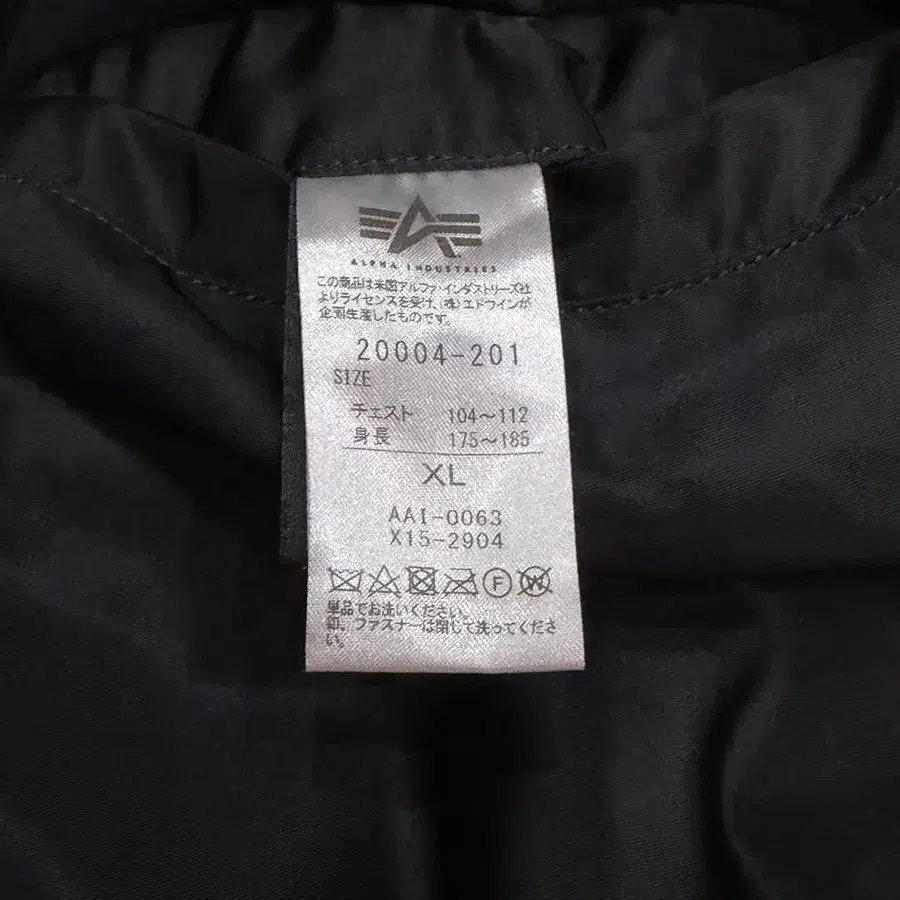 ALPHA INDUSTRIES
この商品は米国アルファ インダストリーズ社
よりライセンスを受け、(株)エドウインが
企画生産したものです。
20004-201
SIZE
チェスト 104～112
身長 175～185
XL
AAI-0063
X15-2904
F W
単品でお洗いください。
釦、ファスナーは閉じて洗ってくださ
い。